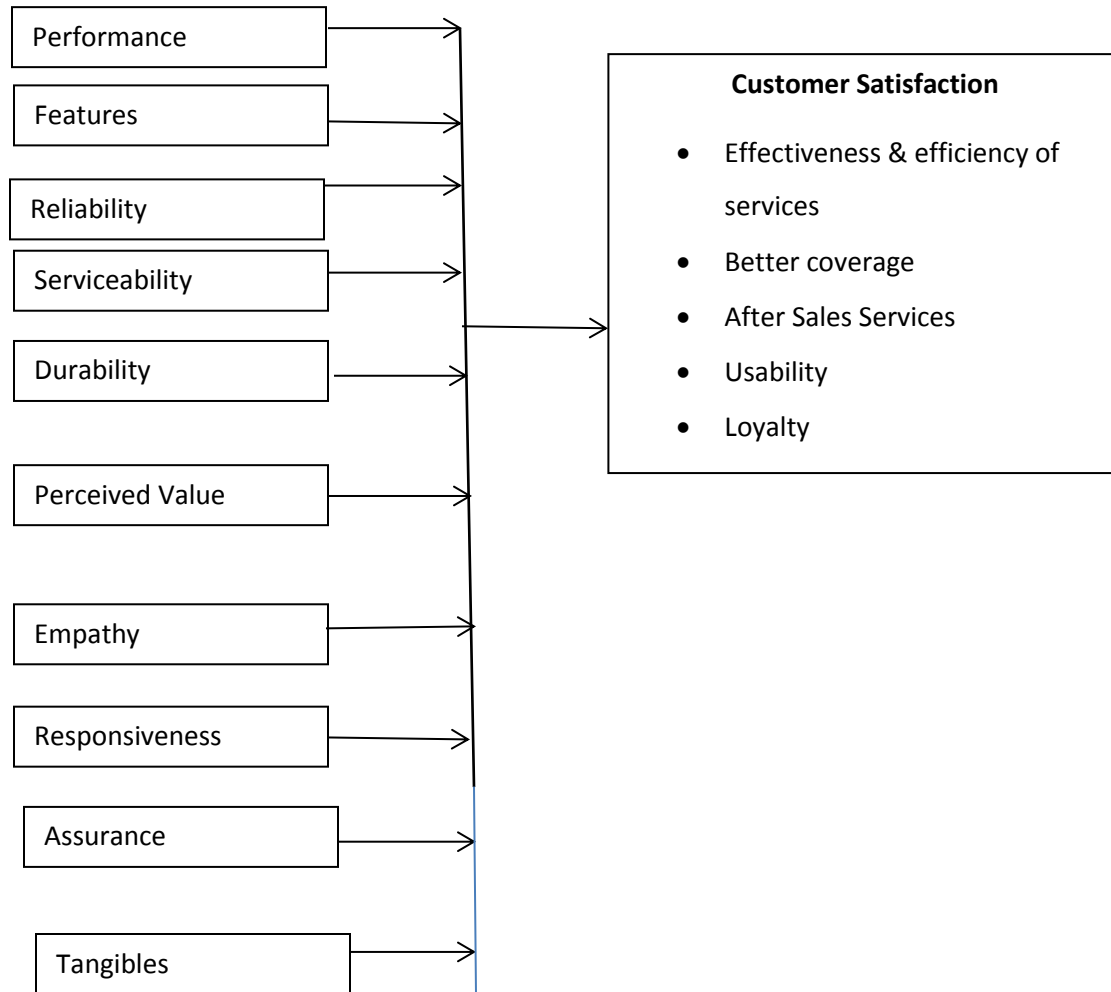 Performance
Features
Reliability
Serviceability
Durability
Perceived Value
Empathy
Responsiveness
Assurance
Tangibles
Customer Satisfaction
• Effectiveness & efficiency of
services
• Better coverage
• After Sales Services
• Usability
• Loyalty